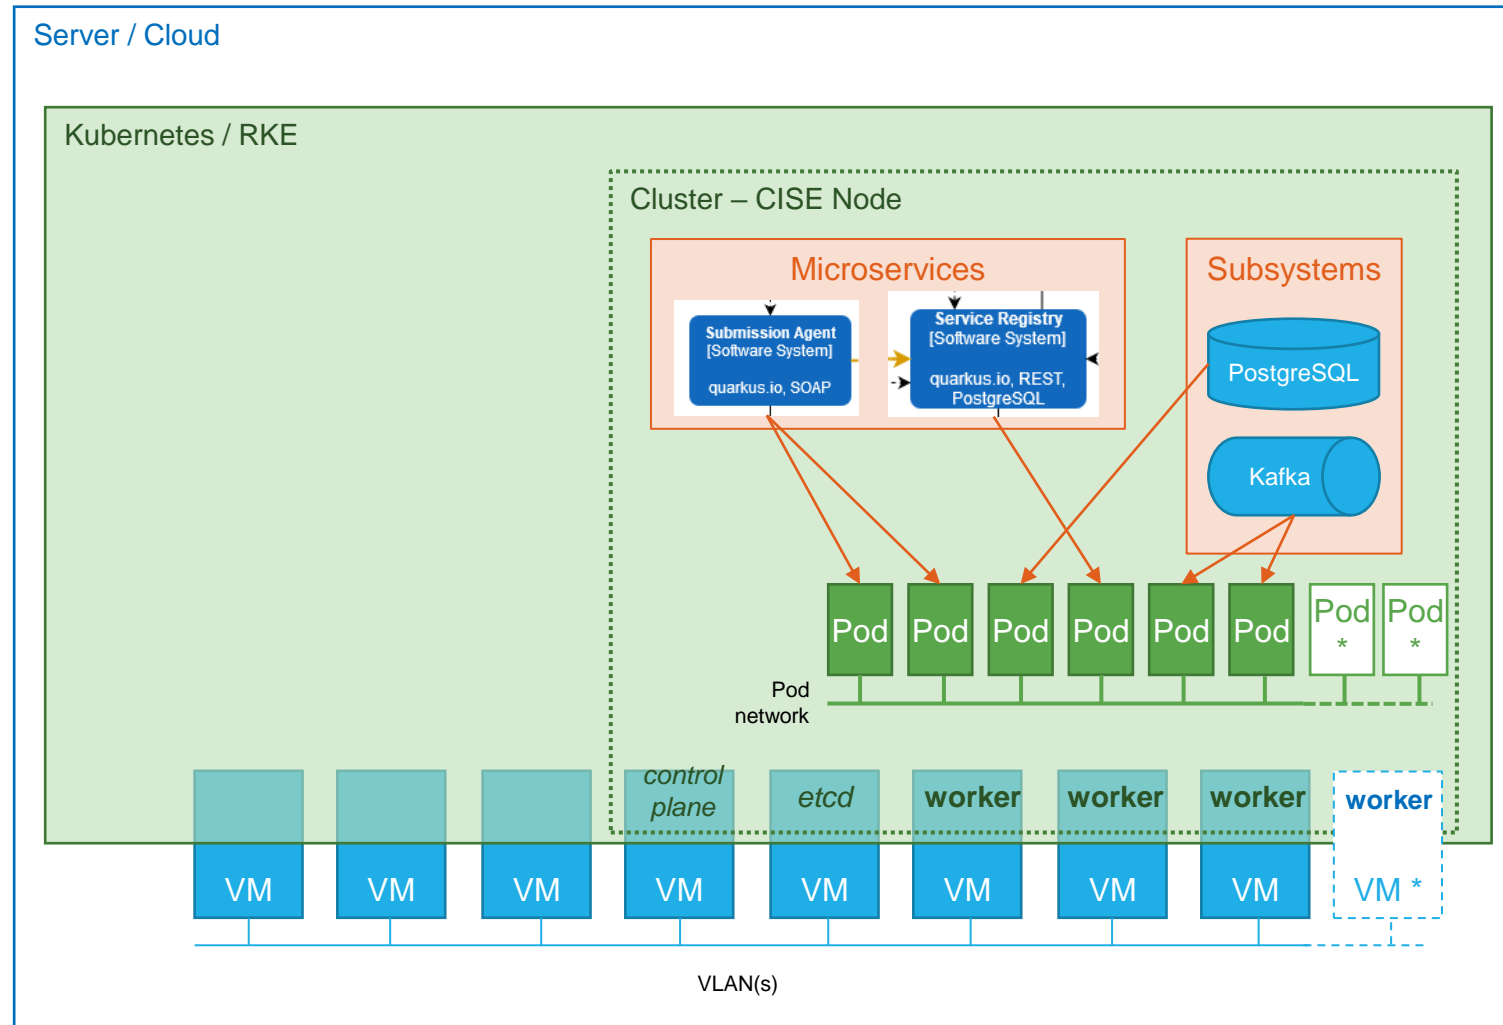 Server / Cloud
Kubernetes / RKE
Cluster – CISE Node
Microservices
Subsystems
Submission Agent
[Software System]
quarkus.io, SOAP
Service Registry
[Software System]
quarkus.io, REST,
PostgreSQL
PostgreSQL
Kafka
Pod
Pod
Pod
Pod
Pod
Pod
Pod
*
Pod
*
Pod
network
control
plane
etcd
worker
worker
worker
worker
VM
VM
VM
VM
VM
VM
VM
VM
VM *
VLAN(s)